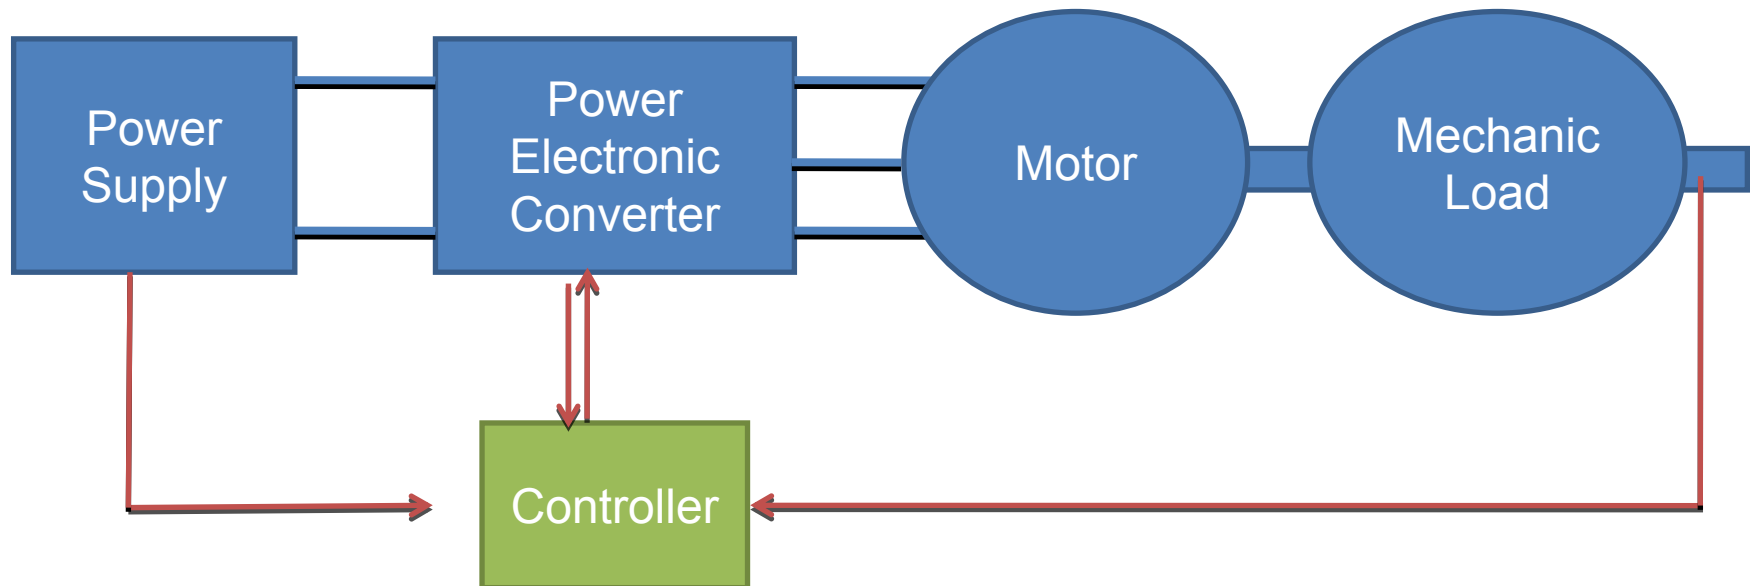 Power
Supply
Power
Electronic
Converter
Motor
Mechanic
Load
Controller